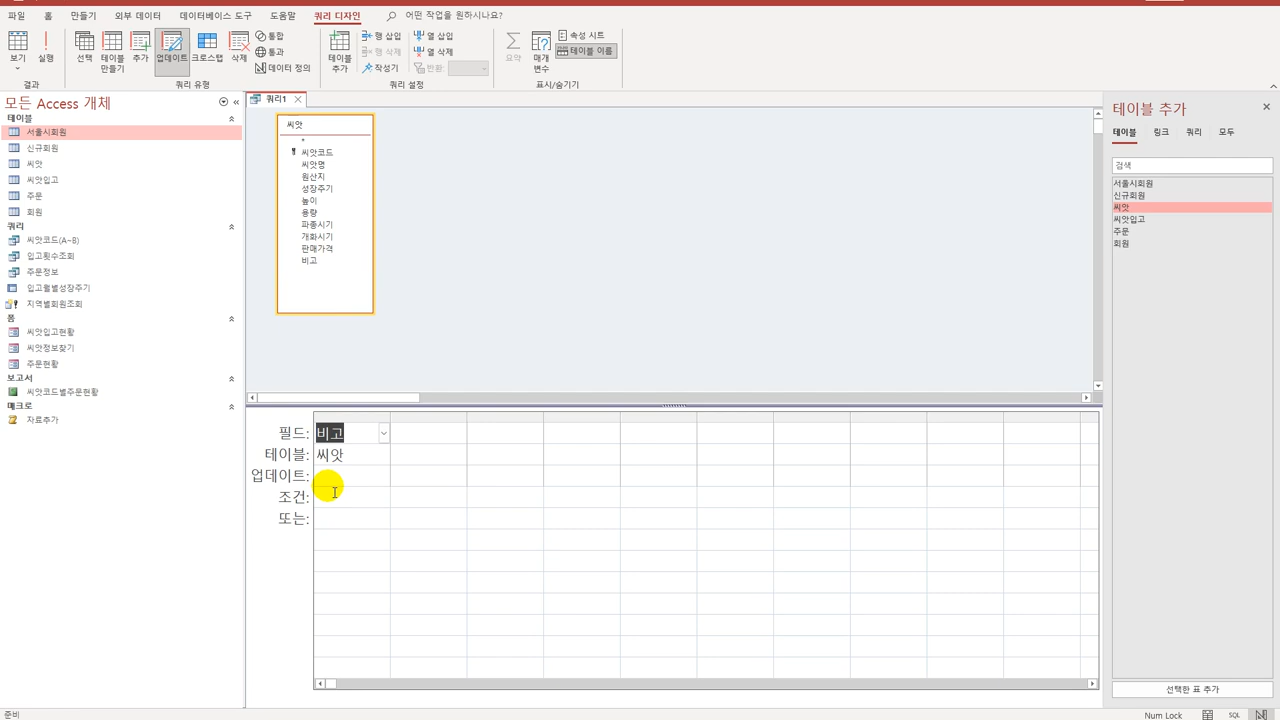 파일 홈 만들기 외부 데이터 데이터베이스 도구 도움말 쿼리 디자인 어떤 작업을 원하시나요?
보기 실행 선택 테이블 만들기 추가 업데이트 크로스탭 삭제 통합 통과 데이터 정의 테이블 추가 행 삽입 행 삭제 작성기 열 삽입 열 삭제 반환: 요약 매개 변수 속성 시트 테이블 이름
결과 쿼리 유형 쿼리 설정 표시/숨기기
모든 Access 개체
테이블
서울시회원
신규회원
씨앗
씨앗입고
주문
회원
쿼리
씨앗코드(A~B)
입고횟수조회
주문정보
입고월별성장주기
지역별회원조회
폼
씨앗입고현황
씨앗정보찾기
주문현황
보고서
씨앗코드별주문현황
매크로
자료추가
쿼리1
씨앗
*
씨앗코드
씨앗명
원산지
성장주기
높이
용량
파종시기
개화시기
판매가격
비고
필드: 비고
테이블: 씨앗
업데이트:
조건:
또는:
테이블 추가
테이블 링크 쿼리 모두
검색
서울시회원
신규회원
씨앗
씨앗입고
주문
회원
선택한 표 추가
준비 Num Lock SQL